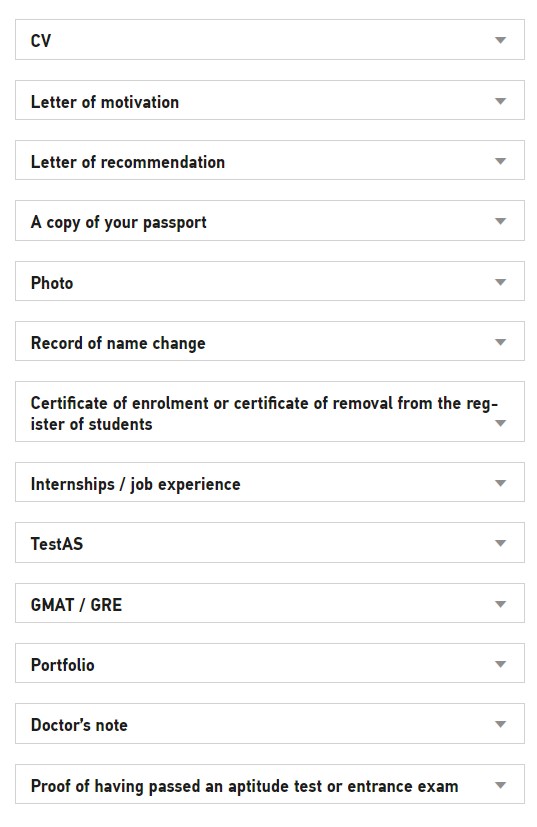 CV
Letter of motivation
Letter of recommendation
A copy of your passport
Photo
Record of name change
Certificate of enrolment or certificate of removal from the reg-
ister of students
Internships / job experience
TestAS
GMAT / GRE
Portfolio
Doctor's note
Proof of having passed an aptitude test or entrance exam